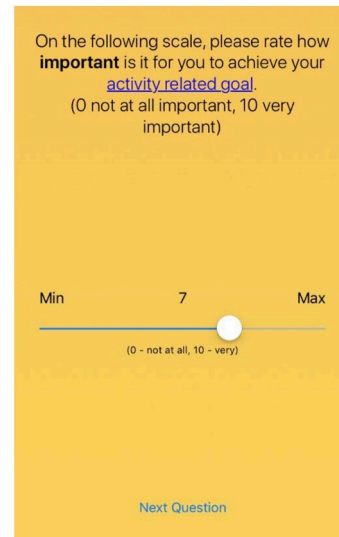 On the following scale, please rate how
important is it for you to achieve your
activity related goal.
(0 not at all important, 10 very
important)
Min 7 Max
(0 - not at all, 10 - very)
Next Question